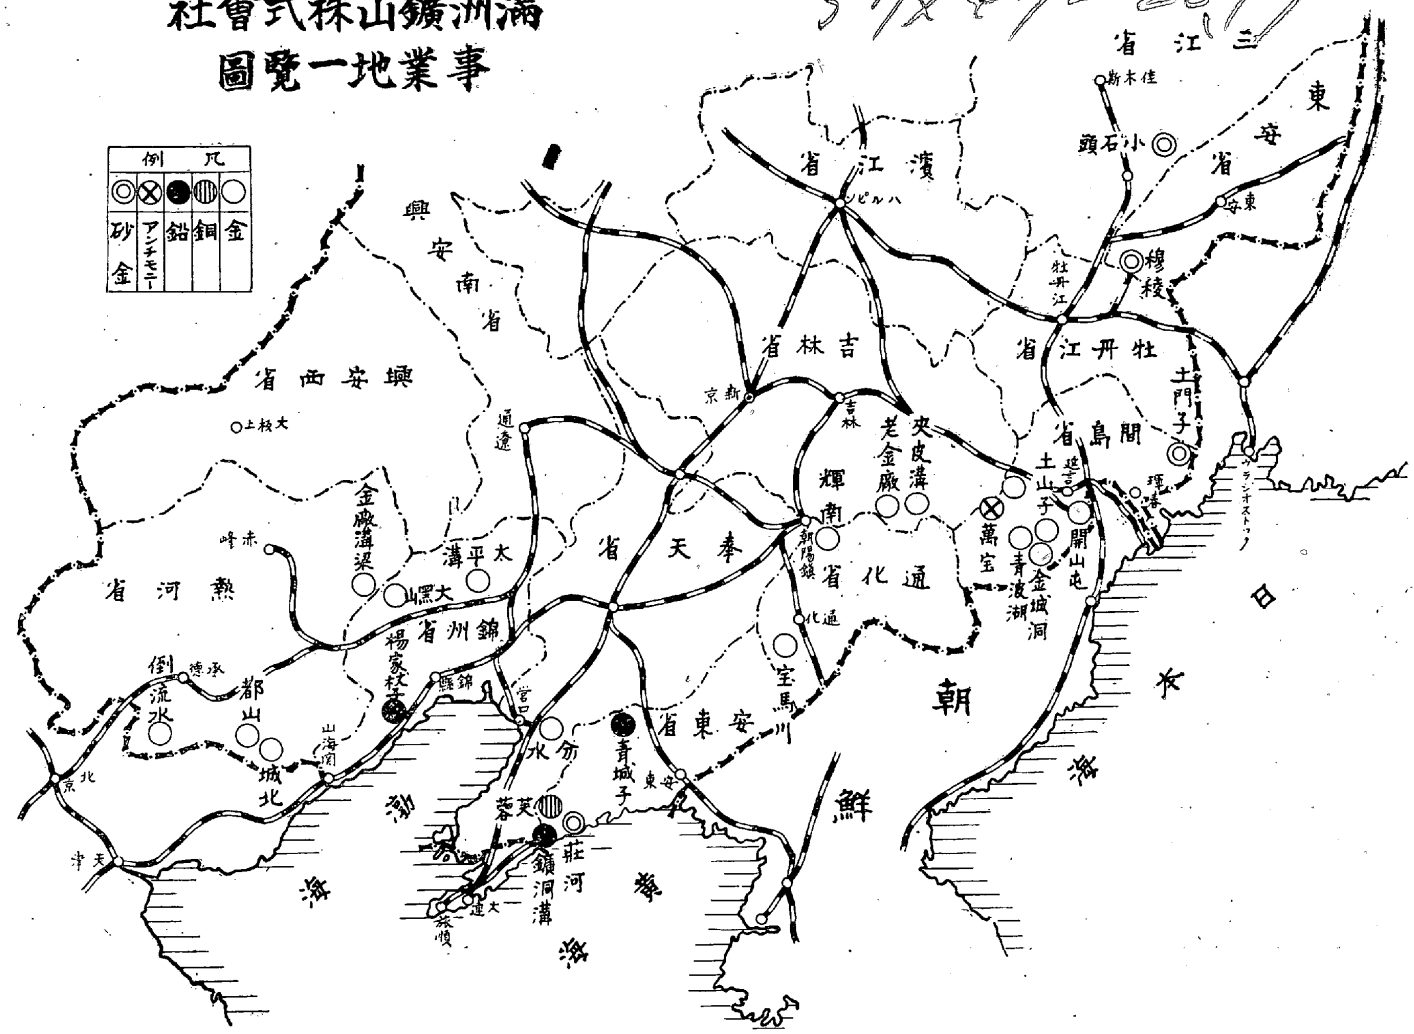 滿洲鑛山株式會社
事業地一覽圖
凡例
金
銅
鉛
アンチモニー
砂金
三江省
佳木斯
小石頭
東安省
東安
濱江省
ハルピン
穆稜
牡丹江
牡丹江省
土門子
琿春
ウラジオストツク
間島省
延吉
土山子
開山屯
金城洞
青波湖
萬宝
吉林省
吉林
新京
夾皮溝
老金廠
輝南
朝陽鎮
通化省
通化
宝馬川
興安南省
興安西省
大板上
通遼
奉天省
太平溝
大黑山
金廠溝梁
赤峰
熱河省
錦州省
楊家杖子
錦縣
承德
倒流水
都山
城北
山海関
北京
天津
営口
分水
安東省
青城子
安東
芙蓉
莊河
鑛洞溝
大連
旅順
朝鮮
日本海
渤海
黄海